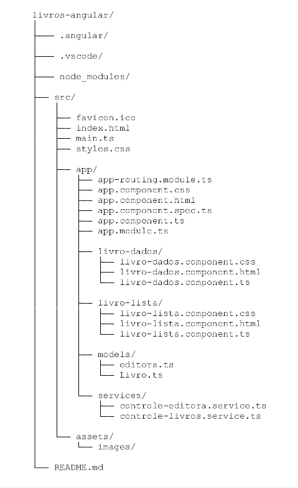 livros-angular/
├── .angular/
├── .vscode/
├── node_modules/
├── src/
│   ├── favicon.ico
│   ├── index.html
│   ├── main.ts
│   ├── styles.css
│   ├── app/
│   │   ├── app-routing.module.ts
│   │   ├── app.component.css
│   │   ├── app.component.html
│   │   ├── app.component.spec.ts
│   │   ├── app.component.ts
│   │   ├── app.module.ts
│   │   ├── livro-dados/
│   │   │   ├── livro-dados.component.css
│   │   │   ├── livro-dados.component.html
│   │   │   └── livro-dados.component.ts
│   │   ├── livro-lista/
│   │   │   ├── livro-lista.component.css
│   │   │   ├── livro-lista.component.html
│   │   │   └── livro-lista.component.ts
│   │   ├── models/
│   │   │   ├── editora.ts
│   │   │   └── Livro.ts
│   │   └── services/
│   │       ├── controle-editora.service.ts
│   │       └── controle-livros.service.ts
│   └── assets/
│       └── images/
└── README.md